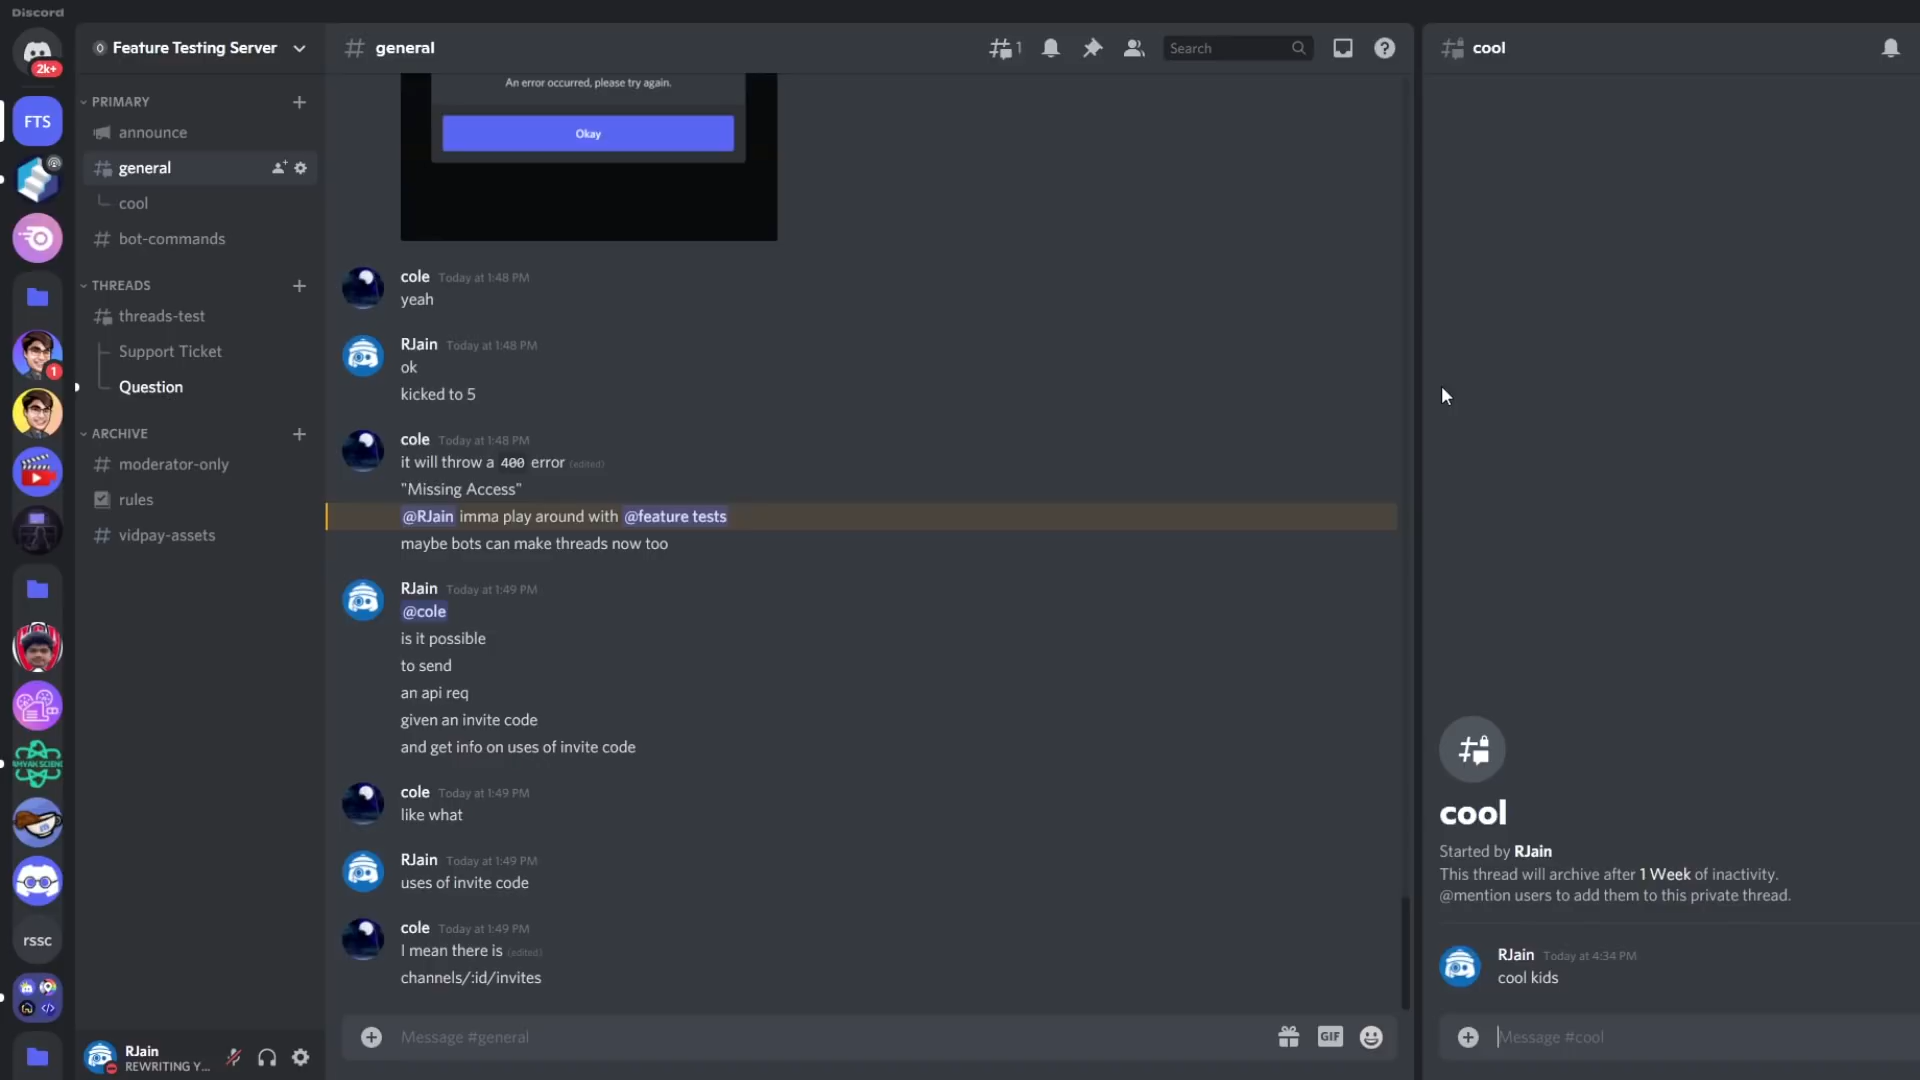 Discord
2k+
FTS
1
rssc
Feature Testing Server
PRIMARY
announce
general
cool
bot-commands
THREADS
threads-test
Support Ticket
Question
ARCHIVE
moderator-only
rules
vidpay-assets
RJain
REWRITING Y...
general
1
Search
An error occurred, please try again.
Okay
cole Today at 1:48 PM
yeah
RJain Today at 1:48 PM
ok
kicked to 5
cole Today at 1:48 PM
it will throw a 400 error (edited)
"Missing Access"
@RJain imma play around with @feature tests
maybe bots can make threads now too
RJain Today at 1:49 PM
@cole
is it possible
to send
an api req
given an invite code
and get info on uses of invite code
cole Today at 1:49 PM
like what
RJain Today at 1:49 PM
uses of invite code
cole Today at 1:49 PM
I mean there is (edited)
channels/:id/invites
Message #general
GIF
cool
cool
Started by RJain
This thread will archive after 1 Week of inactivity.
@mention users to add them to this private thread.
RJain Today at 4:34 PM
cool kids
Message #cool